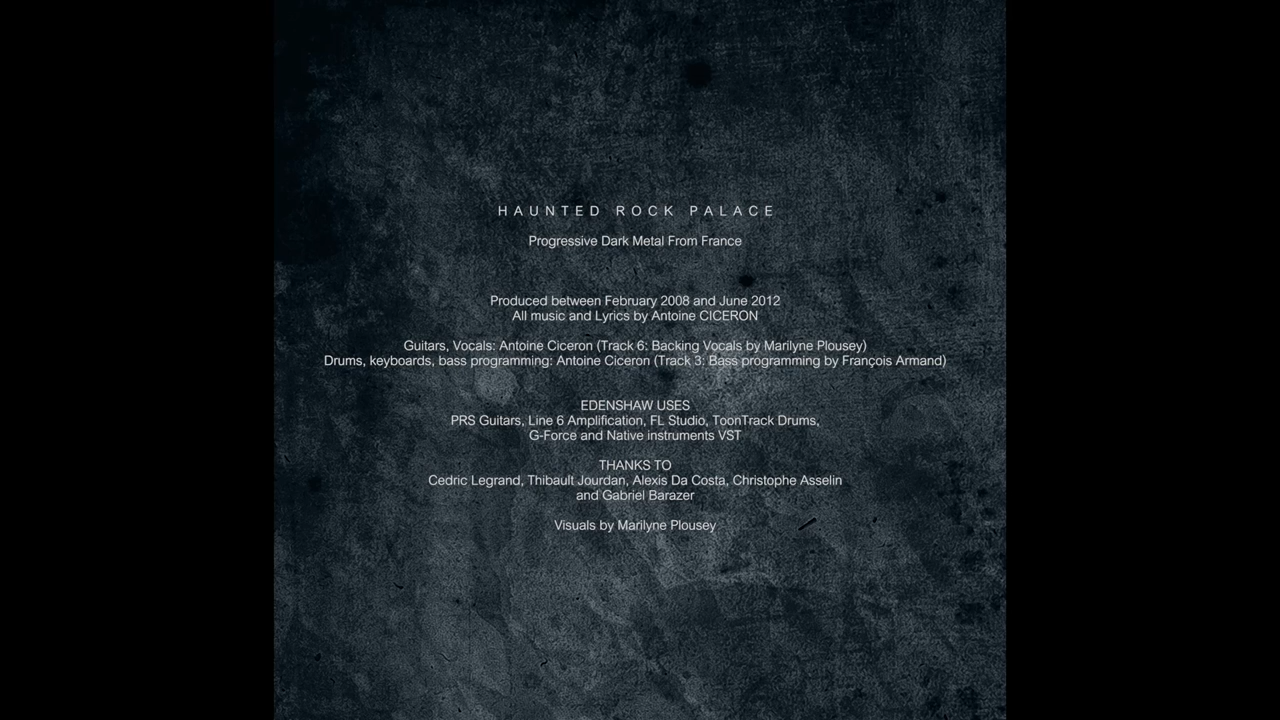 HAUNTED ROCK PALACE
Progressive Dark Metal From France
Produced between February 2008 and June 2012
All music and Lyrics by Antoine CICERON
Guitars, Vocals: Antoine Ciceron (Track 6: Backing Vocals by Marilyne Plousey)
Drums, keyboards, bass programming: Antoine Ciceron (Track 3: Bass programming by François Armand)
EDENSHAW USES
PRS Guitars, Line 6 Amplification, FL Studio, ToonTrack Drums,
G-Force and Native instruments VST
THANKS TO
Cedric Legrand, Thibault Jourdan, Alexis Da Costa, Christophe Asselin
and Gabriel Barazer
Visuals by Marilyne Plousey